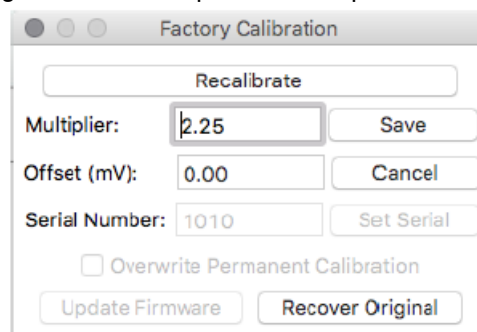 Factory Calibration
Recalibrate
Multiplier: 2.25 Save
Offset (mV): 0.00 Cancel
Serial Number: 1010 Set Serial
Overwrite Permanent Calibration
Update Firmware Recover Original